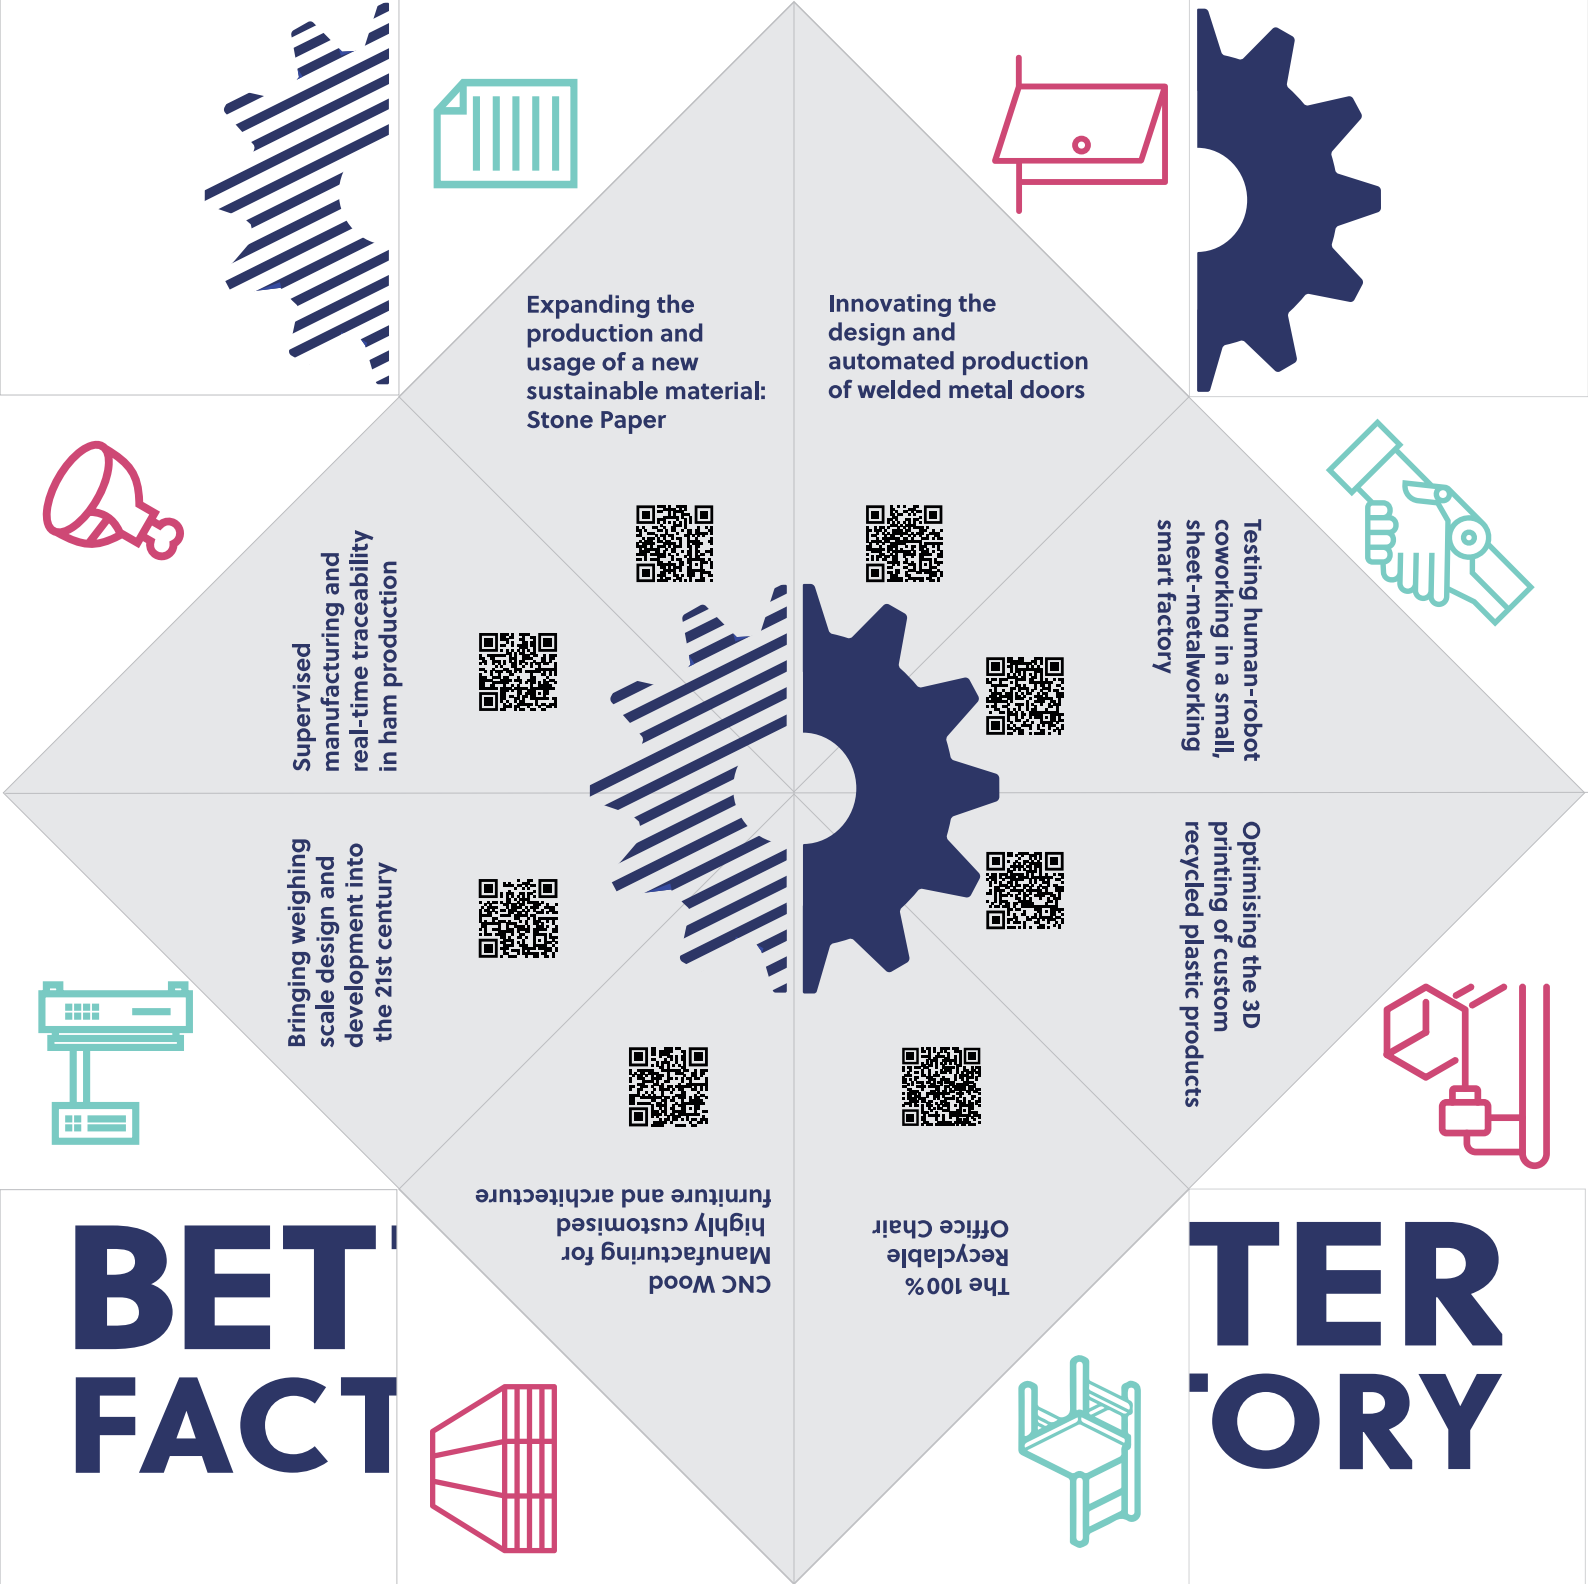 Expanding the
production and
usage of a new
sustainable material:
Stone Paper
Innovating the
design and
automated production
of welded metal doors
Testing human-robot
coworking in a small,
sheet-metalworking
smart factory
Optimising the 3D
printing of custom
recycled plastic products
The 100%
Recyclable
Office Chair
CNC Wood
Manufacturing for
highly customised
furniture and architecture
Bringing weighing
scale design and
development into
the 21st century
Supervised
manufacturing and
real-time traceability
in ham production
BET
FACT
TER
ORY